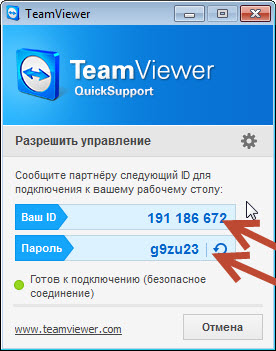 TeamViewer
TeamViewer
QuickSupport
Разрешить управление
Сообщите партнёру следующий ID для
подключения к вашему рабочему столу:
Ваш ID 191 186 672
Пароль g9zu23
Готов к подключению (безопасное
соединение)
www.teamviewer.com Отмена